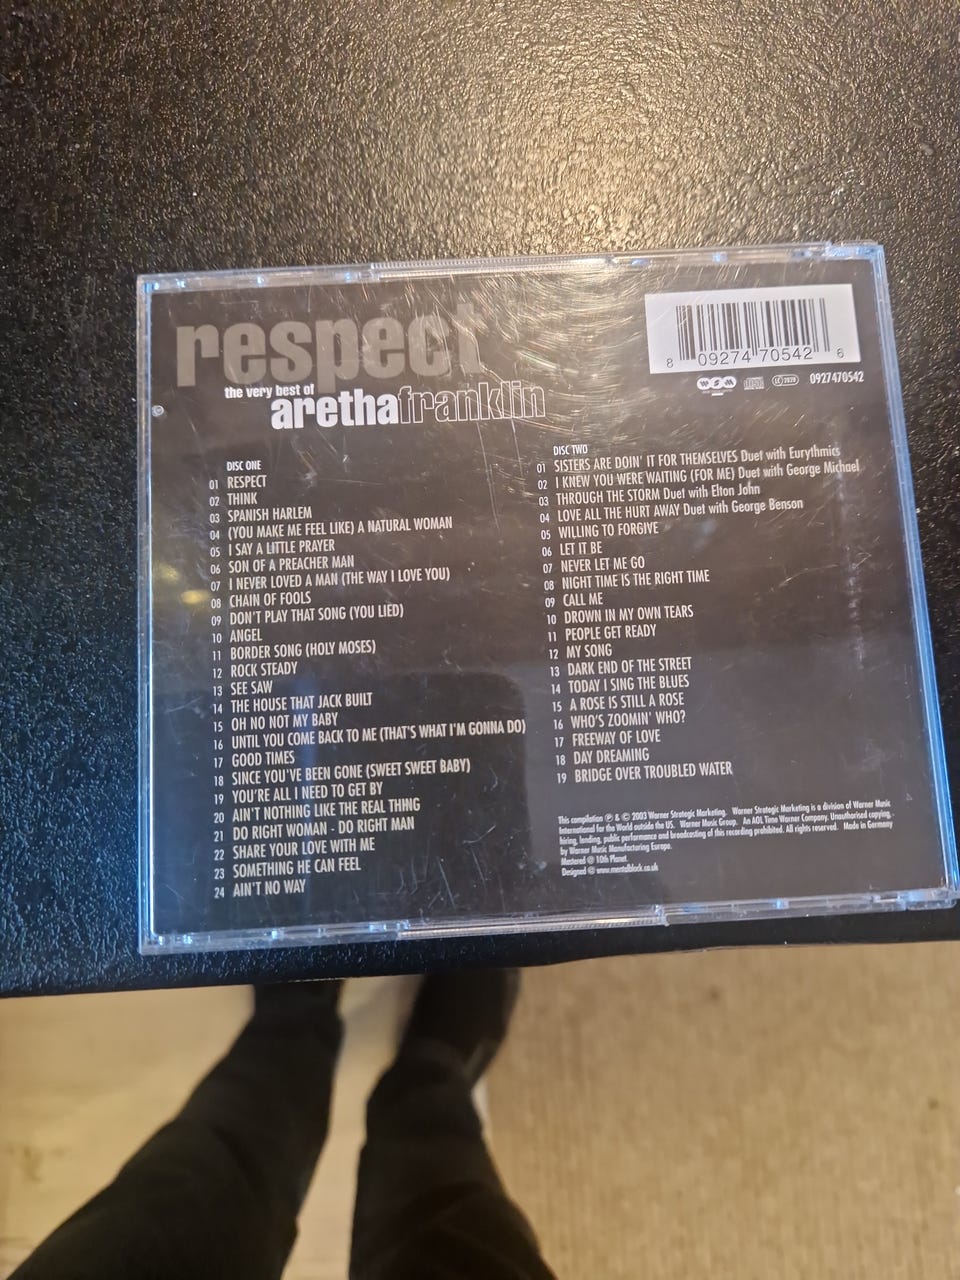 respect
the very best of
arethafranklin
8 09274 70542 6
WSM
LC 2828
0927470542
DISC ONE
01 RESPECT
02 THINK
03 SPANISH HARLEM
04 (YOU MAKE ME FEEL LIKE) A NATURAL WOMAN
05 I SAY A LITTLE PRAYER
06 SON OF A PREACHER MAN
07 I NEVER LOVED A MAN (THE WAY I LOVE YOU)
08 CHAIN OF FOOLS
09 DON'T PLAY THAT SONG (YOU LIED)
10 ANGEL
11 BORDER SONG (HOLY MOSES)
12 ROCK STEADY
13 SEE SAW
14 THE HOUSE THAT JACK BUILT
15 OH NO NOT MY BABY
16 UNTIL YOU COME BACK TO ME (THAT'S WHAT I'M GONNA DO)
17 GOOD TIMES
18 SINCE YOU'VE BEEN GONE (SWEET SWEET BABY)
19 YOU'RE ALL I NEED TO GET BY
20 AIN'T NOTHING LIKE THE REAL THING
21 DO RIGHT WOMAN - DO RIGHT MAN
22 SHARE YOUR LOVE WITH ME
23 SOMETHING HE CAN FEEL
24 AIN'T NO WAY
DISC TWO
01 SISTERS ARE DOIN' IT FOR THEMSELVES Duet with Eurythmics
02 I KNEW YOU WERE WAITING (FOR ME) Duet with George Michael
03 THROUGH THE STORM Duet with Elton John
04 LOVE ALL THE HURT AWAY Duet with George Benson
05 WILLING TO FORGIVE
06 LET IT BE
07 NEVER LET ME GO
08 NIGHT TIME IS THE RIGHT TIME
09 CALL ME
10 DROWN IN MY OWN TEARS
11 PEOPLE GET READY
12 MY SONG
13 DARK END OF THE STREET
14 TODAY I SING THE BLUES
15 A ROSE IS STILL A ROSE
16 WHO'S ZOOMIN' WHO?
17 FREEWAY OF LOVE
18 DAY DREAMING
19 BRIDGE OVER TROUBLED WATER
This compilation ℗ & © 2003 Warner Strategic Marketing. Warner Strategic Marketing is a division of Warner Music
International for the World outside the US. Warner Music Group. An AOL Time Warner Company. Unauthorised copying,
hiring, lending, public performance and broadcasting of this recording prohibited. All rights reserved. Made in Germany
by Warner Music Manufacturing Europe.
Mastered @ 10th Planet.
Designed @ www.mentalblock.co.uk